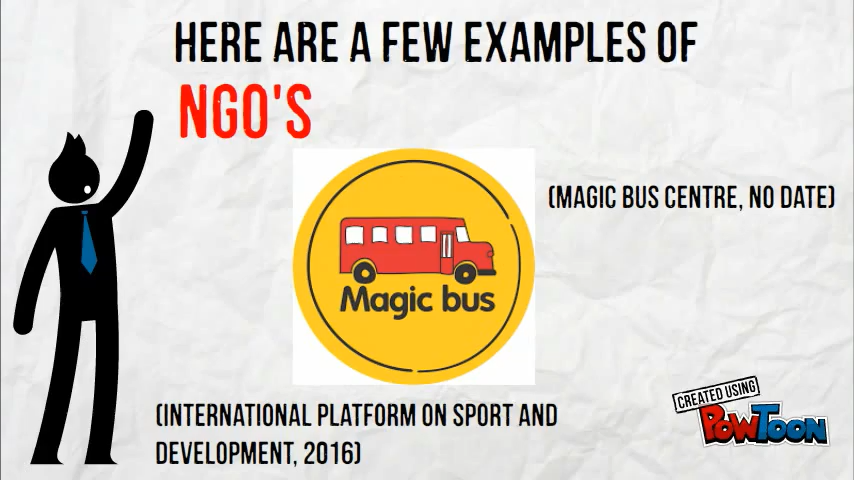 HERE ARE A FEW EXAMPLES OF
NGO'S
(MAGIC BUS CENTRE, NO DATE)
Magic bus
(INTERNATIONAL PLATFORM ON SPORT AND
DEVELOPMENT, 2016)
CREATED USING
POWTOON